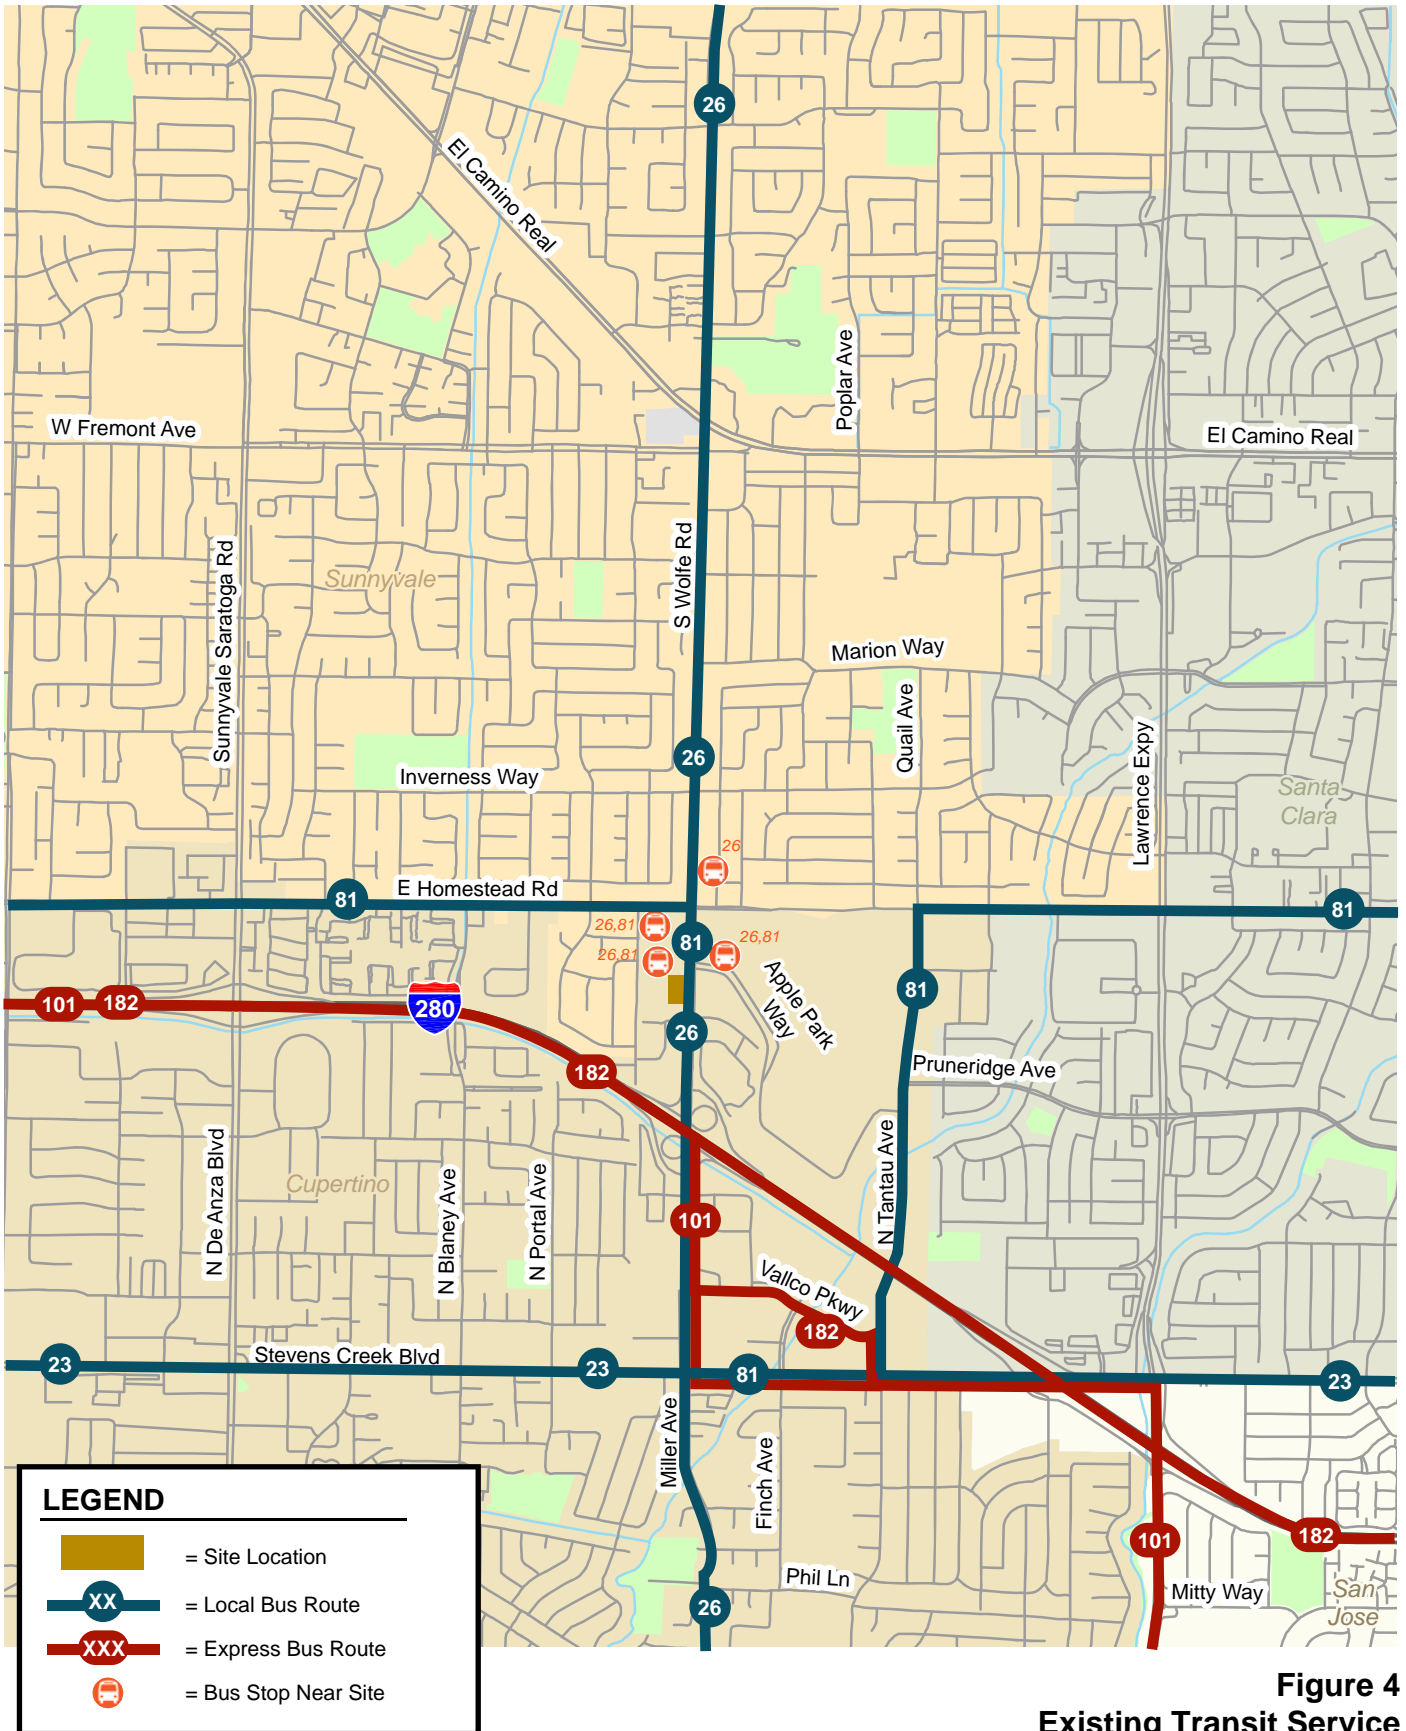 26
El Camino Real
Poplar Ave
W Fremont Ave
El Camino Real
Sunnyvale Saratoga Rd
Sunnyvale
S Wolfe Rd
Marion Way
Quail Ave
Lawrence Expy
26
Inverness Way
Santa
Clara
26
81
E Homestead Rd
81
26,81
81
26,81
26,81
Apple Park
Way
81
101
182
280
26
182
Pruneridge Ave
N De Anza Blvd
Cupertino
N Blaney Ave
N Portal Ave
N Tantau Ave
101
Vallco Pkwy
182
23
Stevens Creek Blvd
23
81
23
Miller Ave
Finch Ave
101
182
Phil Ln
26
Mitty Way
San
Jose
LEGEND
= Site Location
XX = Local Bus Route
XXX = Express Bus Route
= Bus Stop Near Site
Figure 4
Existing Transit Service